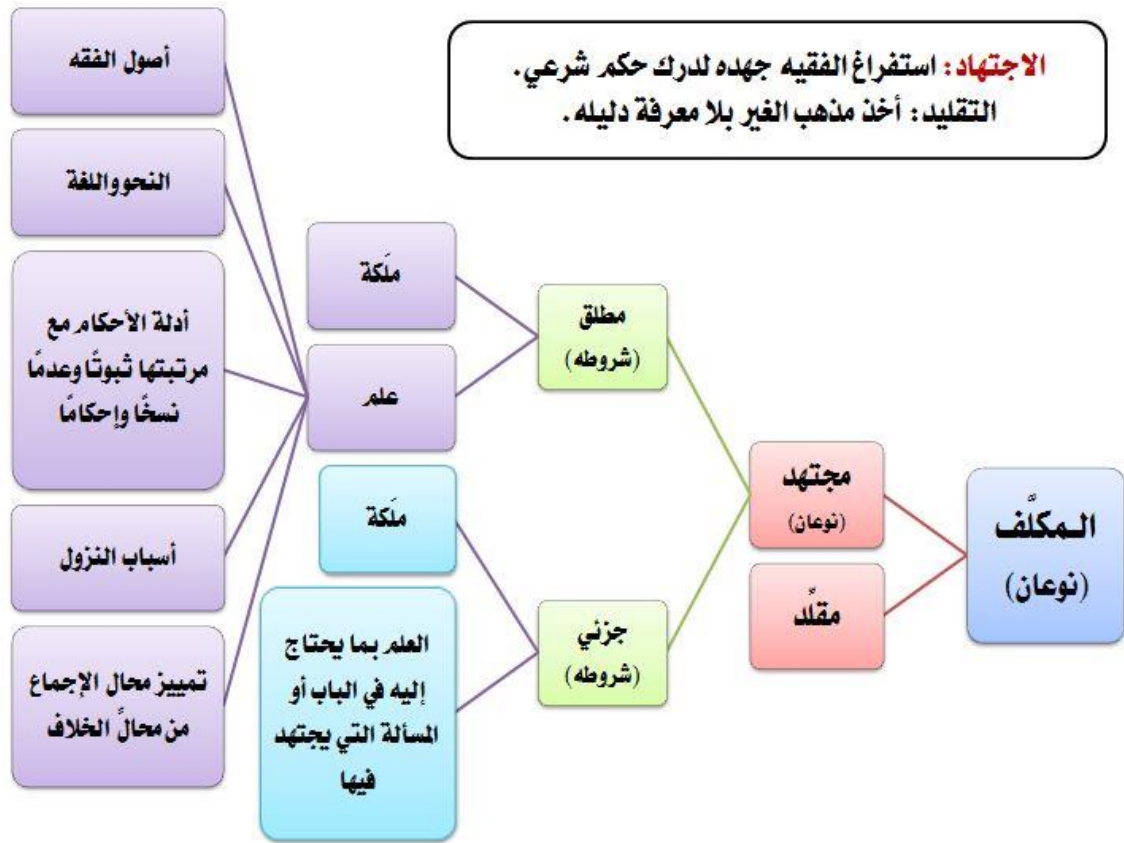 الاجتهاد: استفراغ الفقيه جهده لدرك حكم شرعي.
التقليد: أخذ مذهب الغير بلا معرفة دليله.
الـمكلَّف
(نوعان)
مجتهد
(نوعان)
مقلِّد
مطلق
(شروطه)
جزئي
(شروطه)
ملَكة
علم
ملَكة
العلم بما يحتاج
إليه في الباب أو
المسألة التي يجتهد
فيها
أصول الفقه
النحو واللغة
أدلة الأحكام مع
مرتبتها ثبوتًا وعدمًا
نسخًا وإحكامًا
أسباب النزول
تمييز محال الإجماع
من محالِّ الخلاف